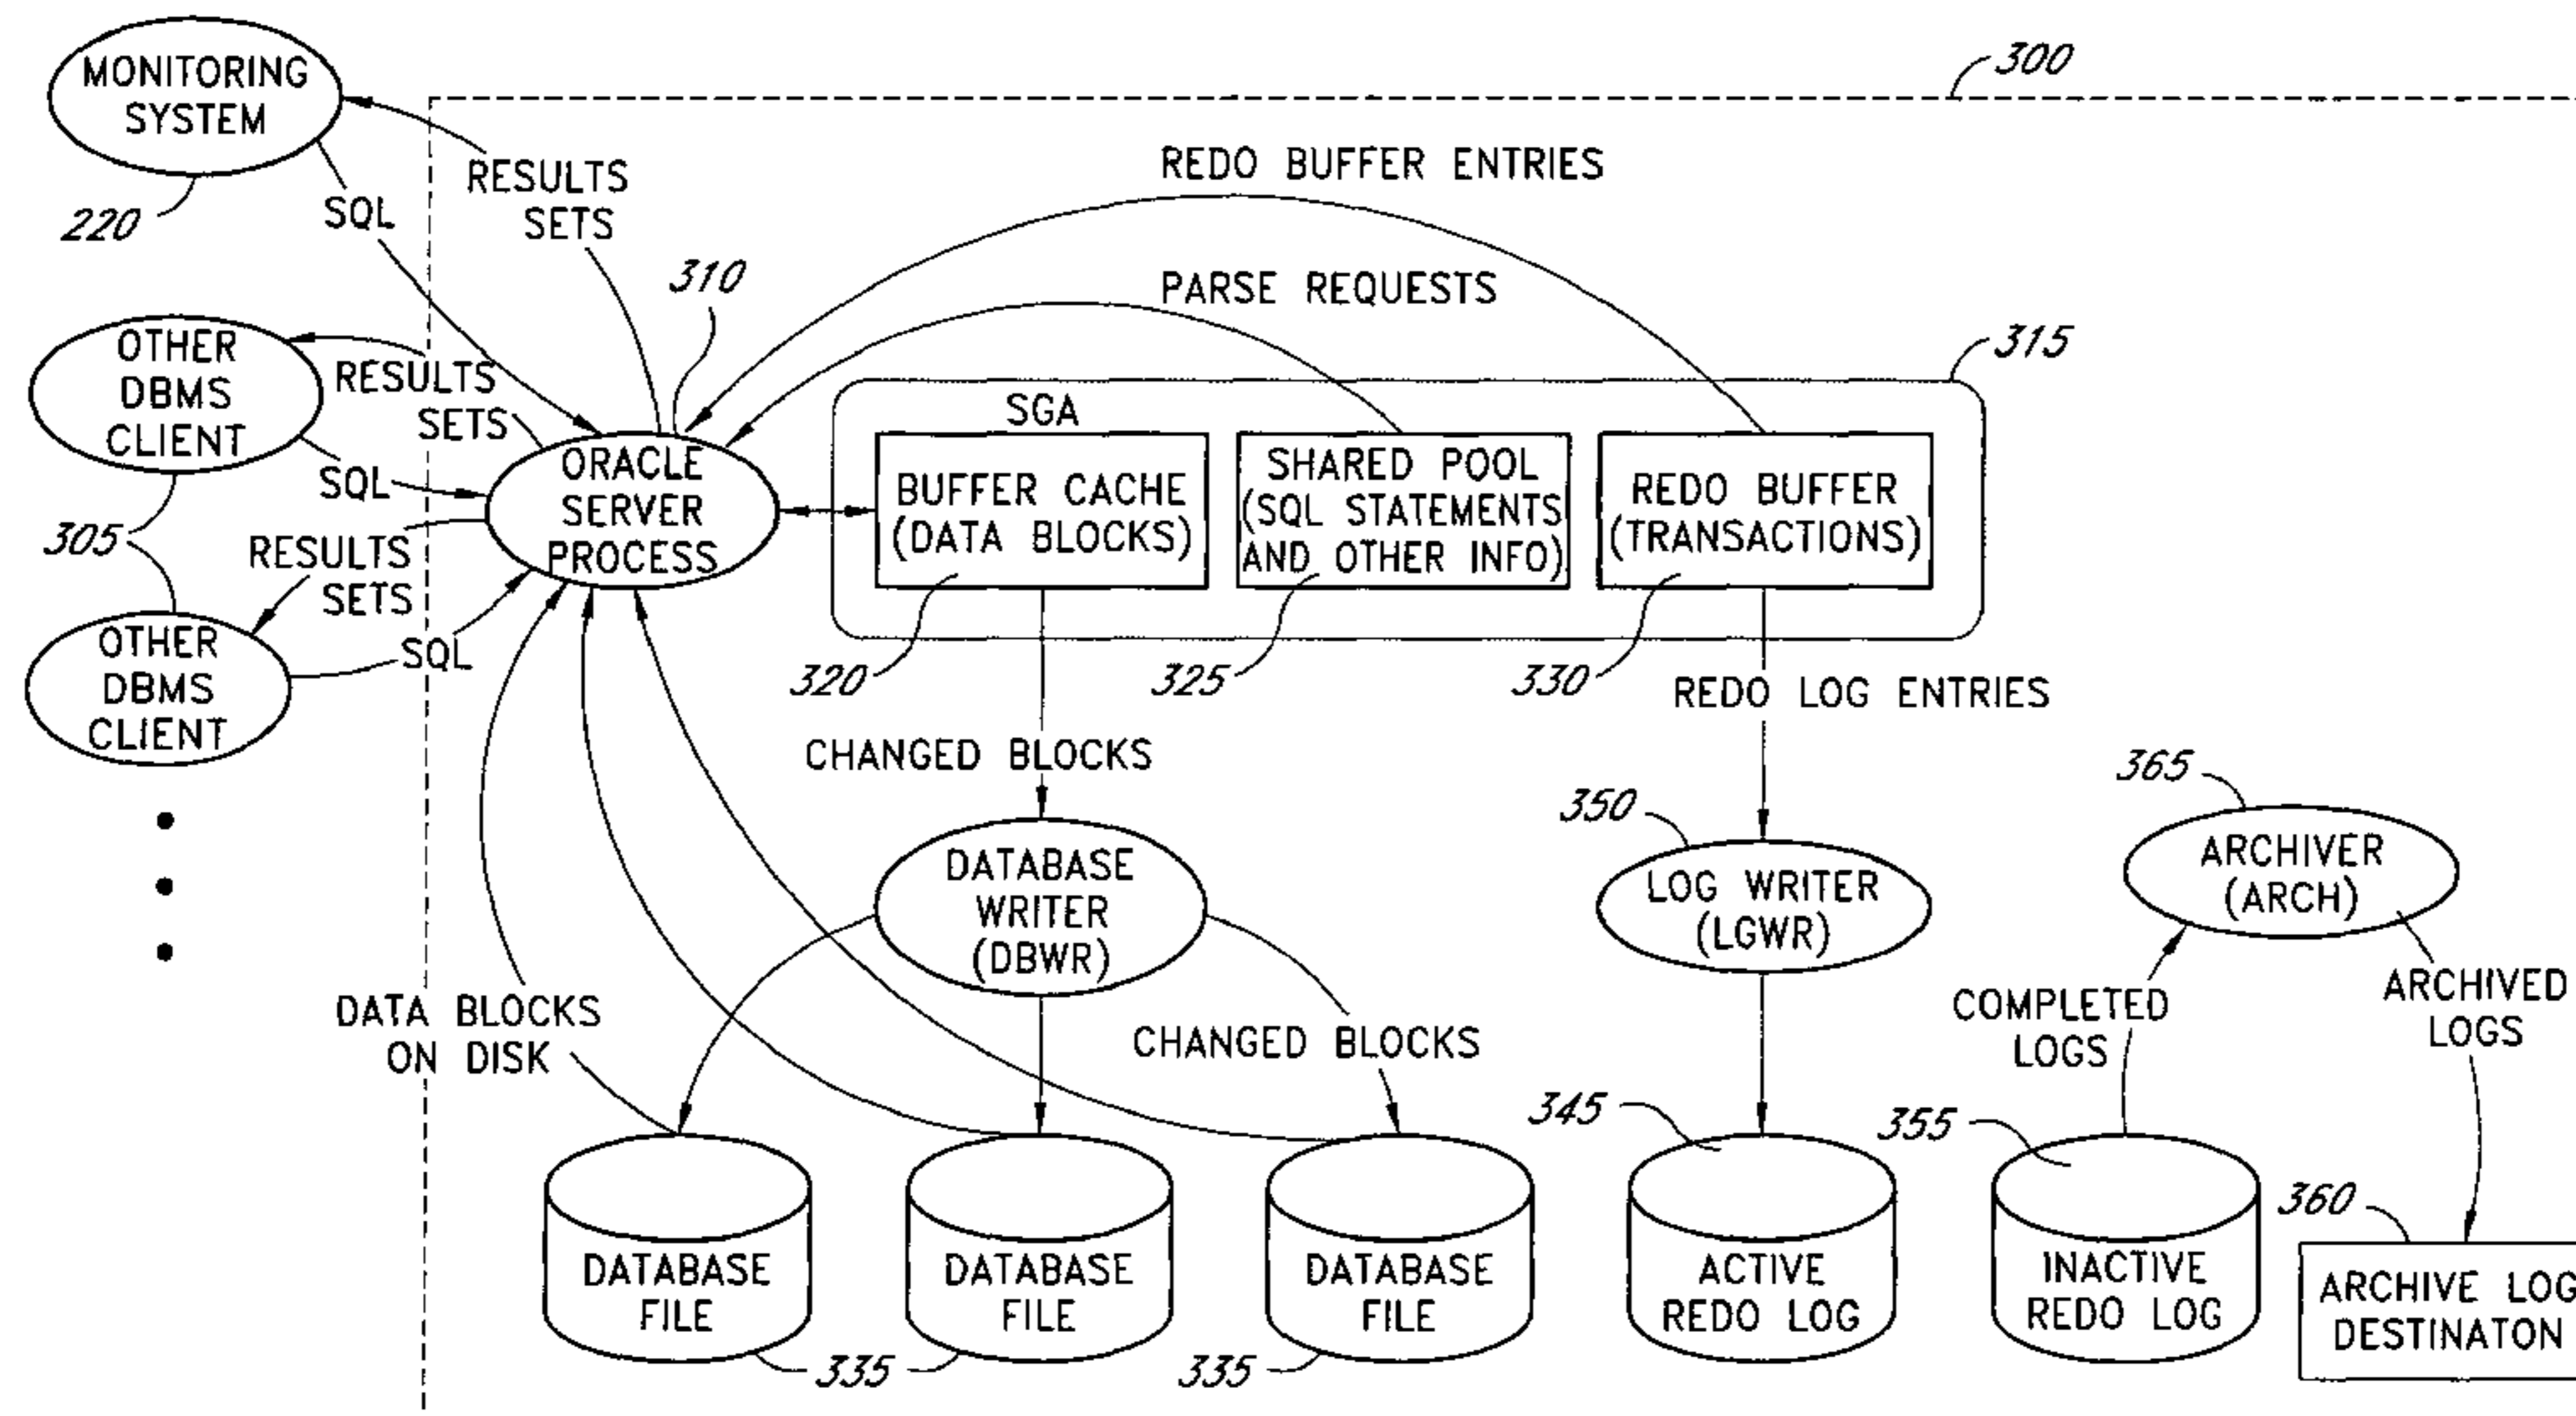 MONITORING
SYSTEM
220
300
SQL
RESULTS
SETS
310
REDO BUFFER ENTRIES
PARSE REQUESTS
315
OTHER
DBMS
CLIENT
RESULTS
SETS
SQL
305
RESULTS
SETS
SQL
OTHER
DBMS
CLIENT
ORACLE
SERVER
PROCESS
SGA
BUFFER CACHE
(DATA BLOCKS)
SHARED POOL
(SQL STATEMENTS
AND OTHER INFO)
REDO BUFFER
(TRANSACTIONS)
320
325
330
CHANGED BLOCKS
REDO LOG ENTRIES
DATABASE
WRITER
(DBWR)
350
LOG WRITER
(LGWR)
365
ARCHIVER
(ARCH)
DATA BLOCKS
ON DISK
CHANGED BLOCKS
COMPLETED
LOGS
ARCHIVED
LOGS
345
355
360
DATABASE
FILE
DATABASE
FILE
DATABASE
FILE
ACTIVE
REDO LOG
INACTIVE
REDO LOG
ARCHIVE LOG
DESTINATON
335
335